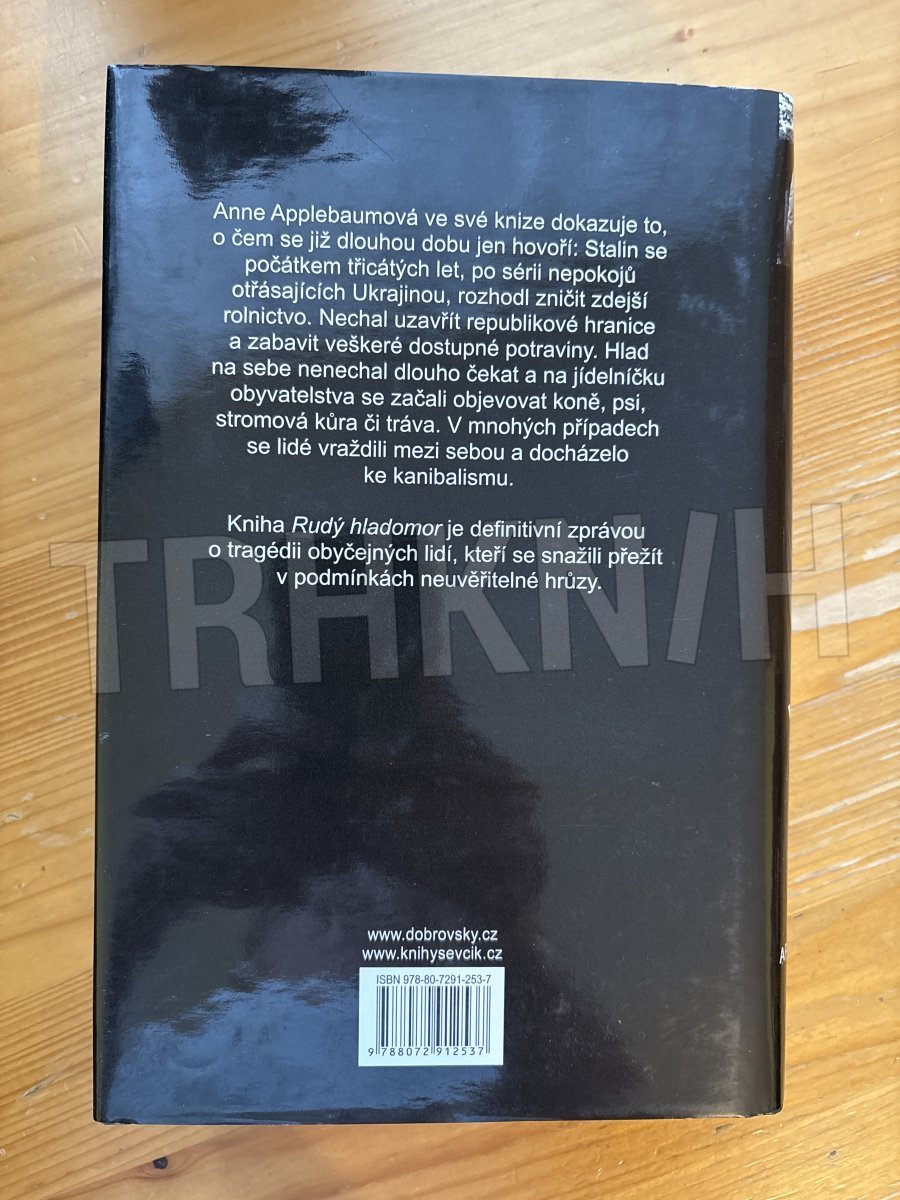 Anne Applebaumová ve své knize dokazuje to,
o čem se již dlouhou dobu jen hovoří: Stalin se
počátkem třicátých let, po sérii nepokojů
otřásajících Ukrajinou, rozhodl zničit zdejší
rolnictvo. Nechal uzavřít republikové hranice
a zabavit veškeré dostupné potraviny. Hlad
na sebe nenechal dlouho čekat a na jídelníčku
obyvatelstva se začali objevovat koně, psi,
stromová kůra či tráva. V mnohých případech
se lidé vraždili mezi sebou a docházelo
ke kanibalismu.
Kniha Rudý hladomor je definitivní zprávou
o tragédii obyčejných lidí, kteří se snažili přežít
v podmínkách neuvěřitelné hrůzy.
TRHKNIH
www.dobrovsky.cz
www.knihysevcik.cz
ISBN 978-80-7291-253-7
9 788072 912537